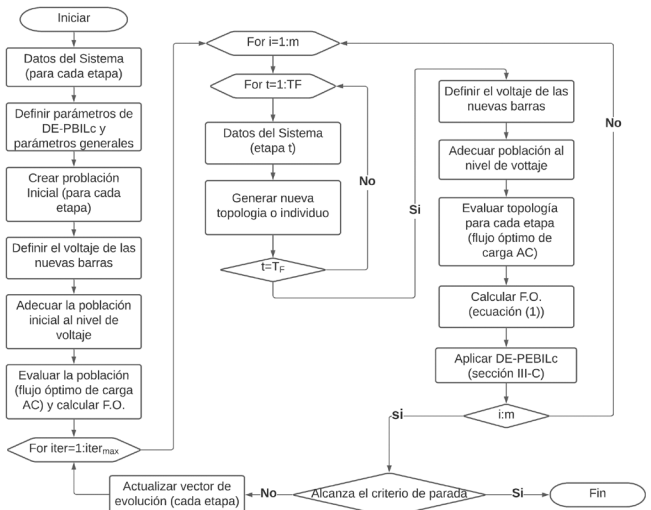 Iniciar
Datos del Sistema
(para cada etapa)
Definir parámetros de
DE-PBILc y
parámetros generales
Crear problación
Inicial (para cada
etapa)
Definir el voltaje de las
nuevas barras
Adecuar la población
inicial al nivel de
voltaje
Evaluar la población
(flujo óptimo de carga
AC) y calcular F.O.
For iter=1:itermax
Actualizar vector de
evolución (cada etapa)
For i=1:m
For t=1:TF
Datos del Sistema
(etapa t)
Generar nueva
topologia o individuo
t=TF
No
Si
Definir el voltaje de las
nuevas barras
Adecuar población al
nivel de vottaje
Evaluar topología
para cada etapa
(flujo óptimo de
carga AC)
Calcular F.O.
(ecuación (1))
Aplicar DE-PEBILc
(sección III-C)
i:m
No
si
Alcanza el criterio de parada
No
Si
Fin